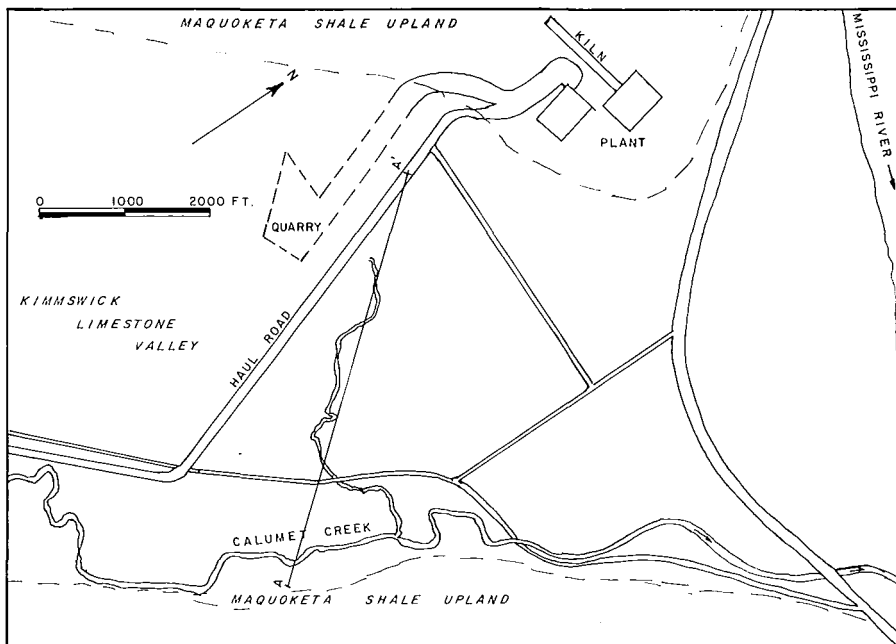 MAQUOKETA SHALE UPLAND
KILN
MISSISSIPPI RIVER
N
PLANT
A'
0 1000 2000 FT.
QUARRY
KIMMSWICK
LIMESTONE
VALLEY
HAUL ROAD
CALUMET CREEK
A
MAQUOKETA SHALE UPLAND